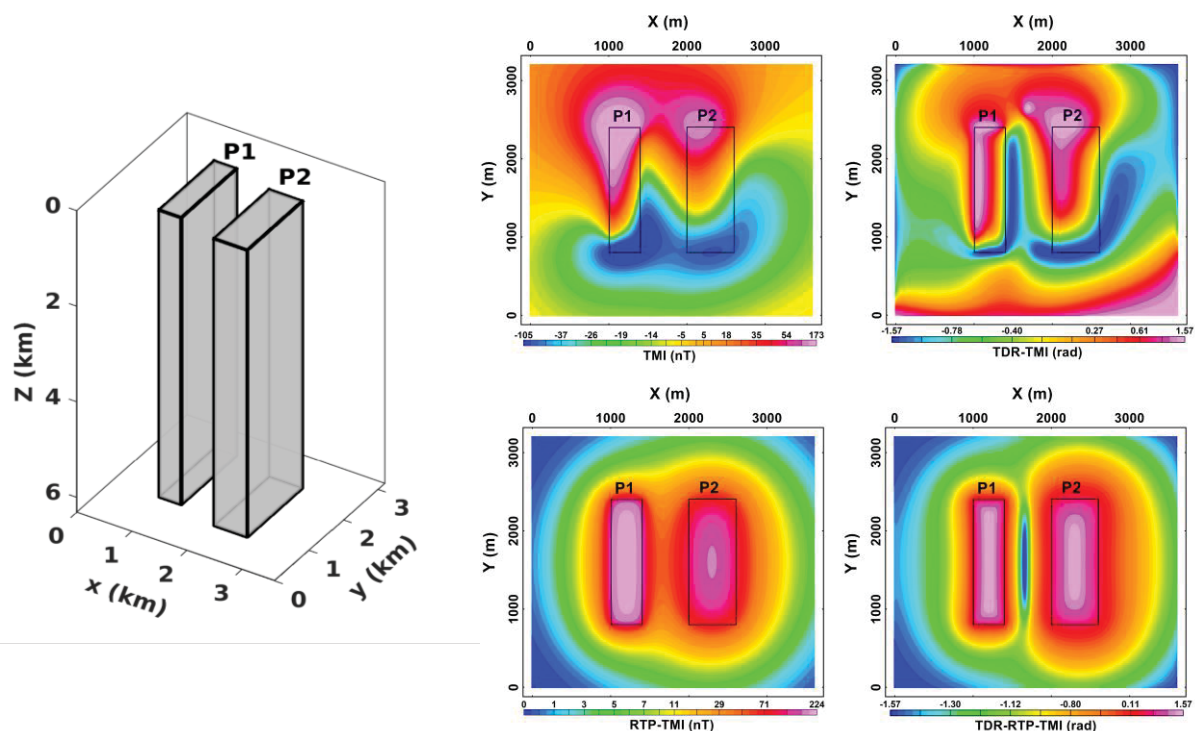 P1
P2
0
2
4
6
Z (km)
0
1
2
3
x (km)
0
1
2
3
y (km)
X (m)
0 1000 2000 3000
Y (m)
3000
2000
1000
0
P1 P2
-105 -37 -26 -19 -14 -5 5 18 35 54 173
TMI (nT)
X (m)
0 1000 2000 3000
Y (m)
3000
2000
1000
0
P1 P2
-1.57 -0.78 -0.40 0.27 0.61 1.57
TDR-TMI (rad)
X (m)
0 1000 2000 3000
Y (m)
3000
2000
1000
0
P1 P2
0 1 3 5 7 11 29 71 224
RTP-TMI (nT)
X (m)
0 1000 2000 3000
Y (m)
3000
2000
1000
0
P1 P2
-1.57 -1.30 -1.12 -0.80 0.11 1.57
TDR-RTP-TMI (rad)